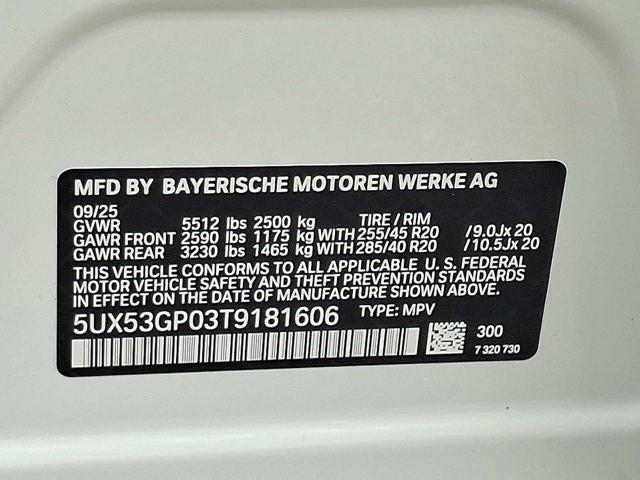 MFD BY BAYERISCHE MOTOREN WERKE AG
09/25
GVWR 5512 lbs 2500 kg TIRE / RIM
GAWR FRONT 2590 lbs 1175 kg WITH 255/45 R20 /9.0Jx 20
GAWR REAR 3230 lbs 1465 kg WITH 285/40 R20 /10.5Jx 20
THIS VEHICLE CONFORMS TO ALL APPLICABLE U. S. FEDERAL
MOTOR VEHICLE SAFETY AND THEFT PREVENTION STANDARDS
IN EFFECT ON THE DATE OF MANUFACTURE SHOWN ABOVE.
5UX53GP03T9181606 TYPE: MPV
300
7 320 730